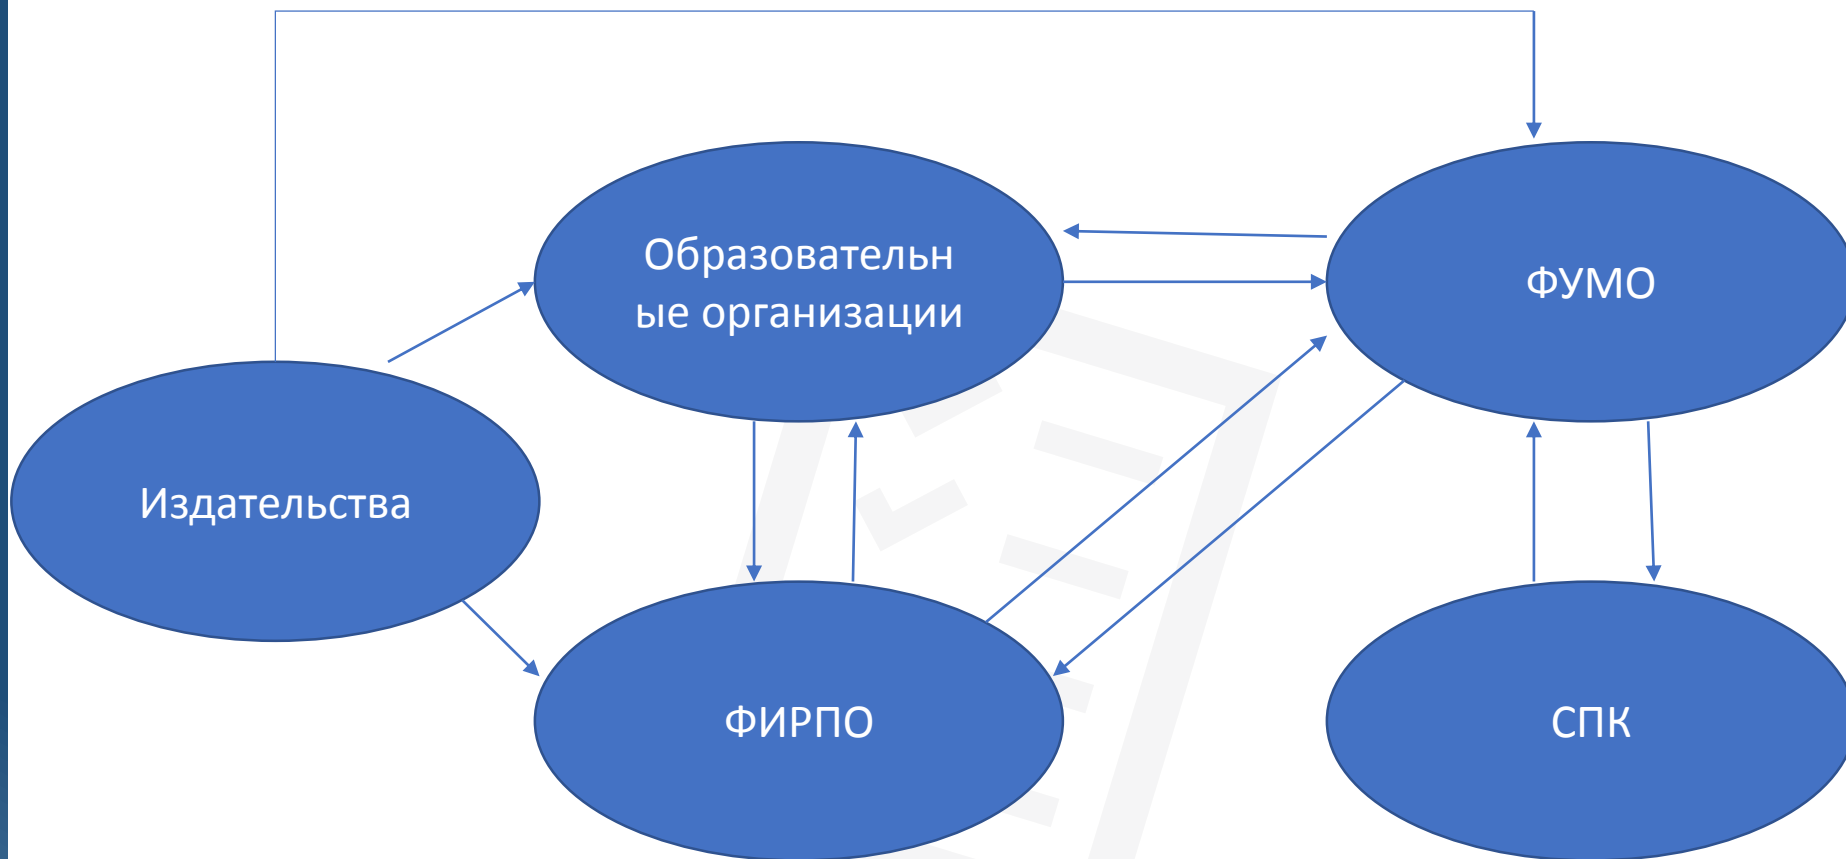 Образовательн
ые организации
ФУМО
Издательства
ФИРПО
СПК